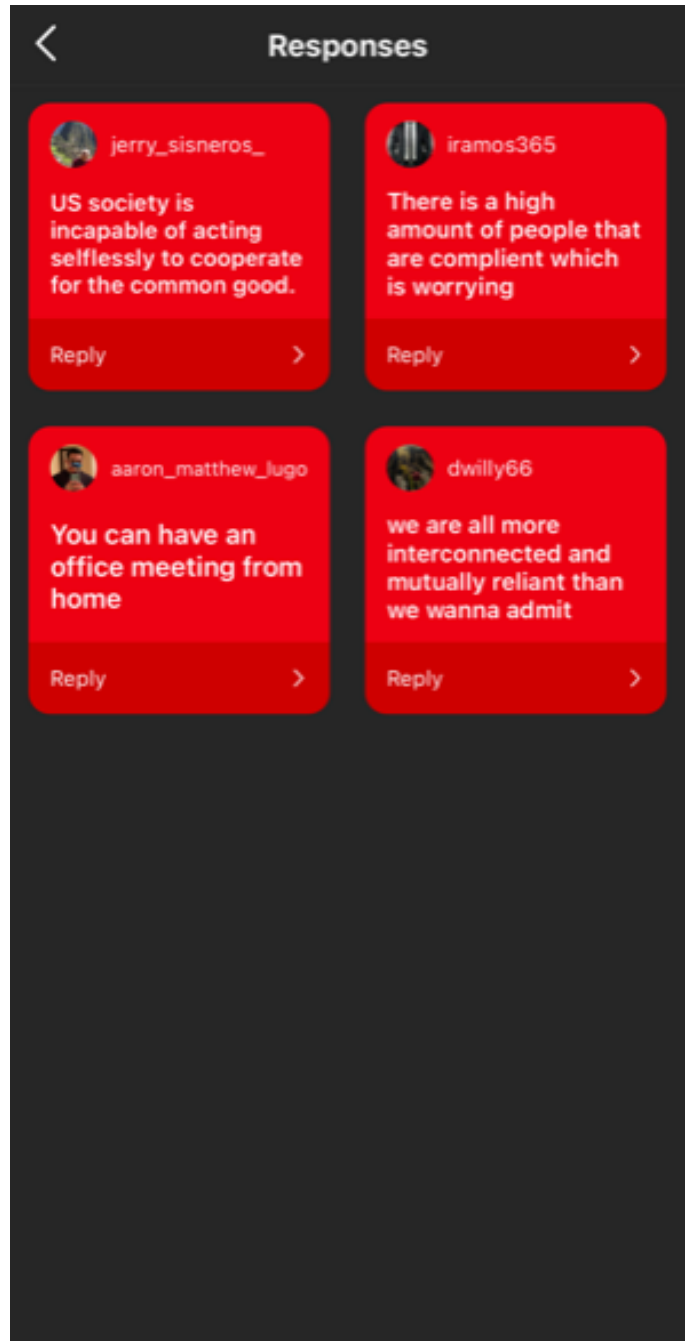 Responses
jerry_sisneros_
US society is
incapable of acting
selflessly to cooperate
for the common good.
Reply
iramos365
There is a high
amount of people that
are complient which
is worrying
Reply
aaron_matthew_lugo
You can have an
office meeting from
home
Reply
dwilly66
we are all more
interconnected and
mutually reliant than
we wanna admit
Reply